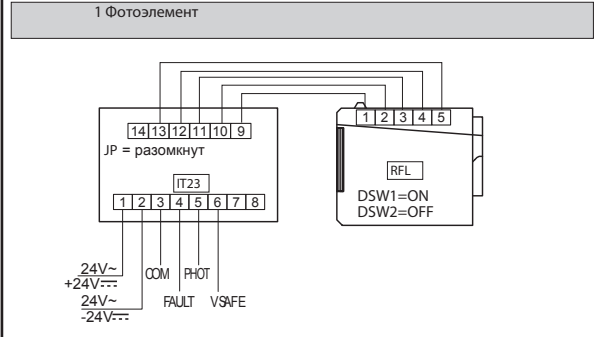 1 Фотоэлемент
14 13 12 11 10 9
1 2 3 4 5
JP = разомкнут
IT23
RFL
DSW1=ON
DSW2=OFF
1 2 3 4 5 6 7 8
24V~
+24V⎓
COM PHOT
24V~
-24V⎓
FAULT VSAFE